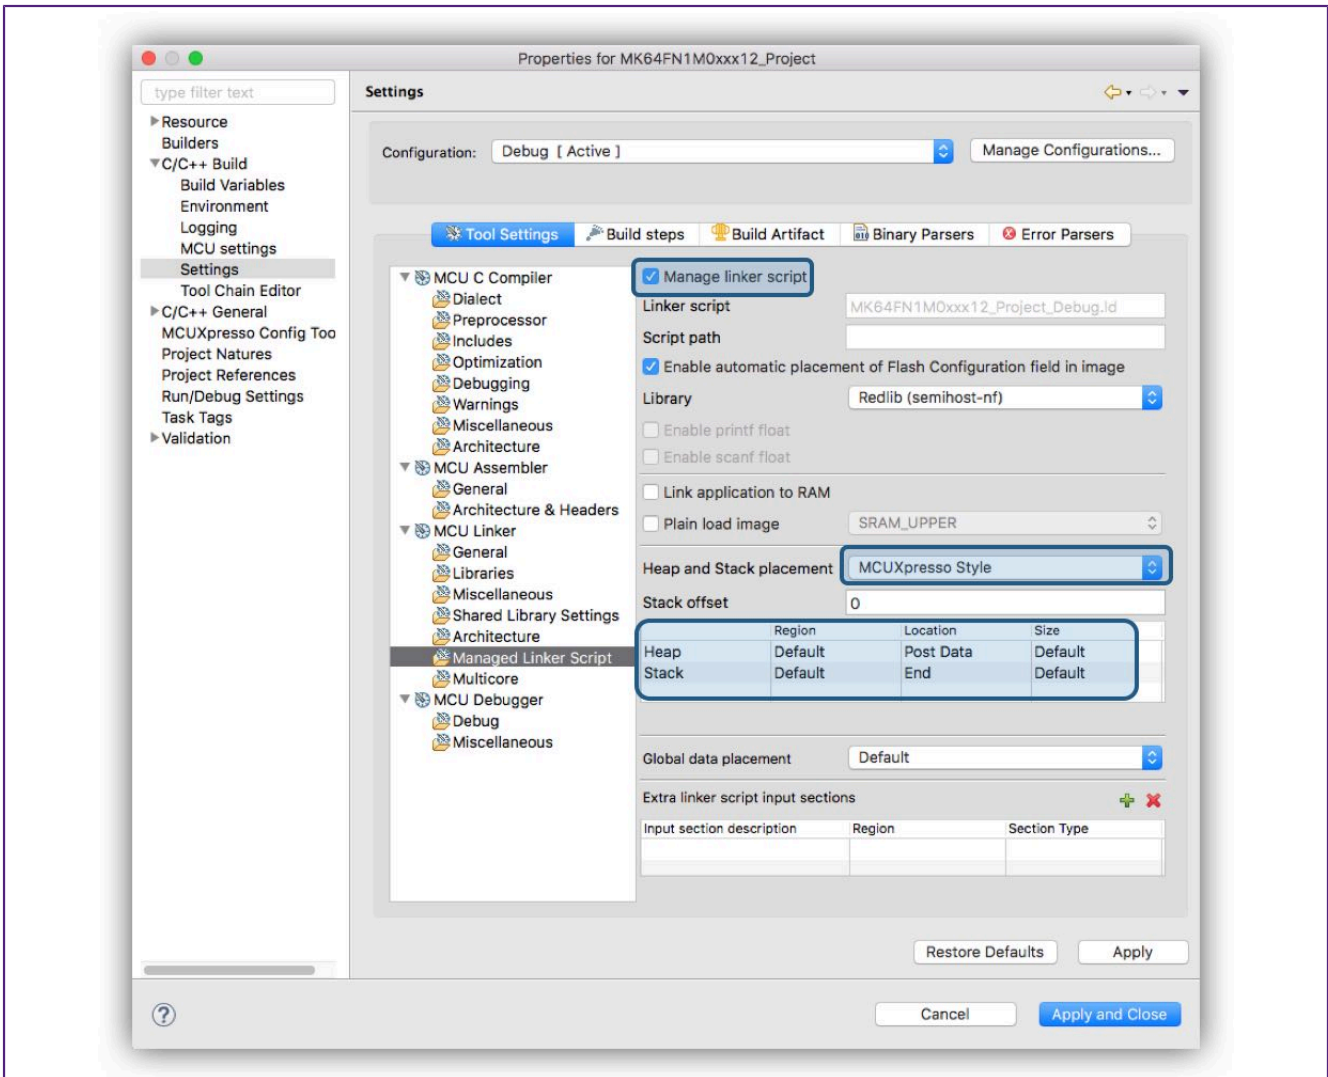 Properties for MK64FN1M0xxx12_Project
type filter text
Settings
Resource
Builders
C/C++ Build
Build Variables
Environment
Logging
MCU settings
Settings
Tool Chain Editor
C/C++ General
MCUXpresso Config Too
Project Natures
Project References
Run/Debug Settings
Task Tags
Validation
Configuration: Debug [ Active ] Manage Configurations...
Tool Settings Build steps Build Artifact Binary Parsers Error Parsers
MCU C Compiler
Dialect
Preprocessor
Includes
Optimization
Debugging
Warnings
Miscellaneous
Architecture
MCU Assembler
General
Architecture & Headers
MCU Linker
General
Libraries
Miscellaneous
Shared Library Settings
Architecture
Managed Linker Script
Multicore
MCU Debugger
Debug
Miscellaneous
Manage linker script
Linker script MK64FN1M0xxx12_Project_Debug.ld
Script path
Enable automatic placement of Flash Configuration field in image
Library Redlib (semihost-nf)
Enable printf float
Enable scanf float
Link application to RAM
Plain load image SRAM_UPPER
Heap and Stack placement MCUXpresso Style
Stack offset 0
Region Location Size
Heap Default Post Data Default
Stack Default End Default
Global data placement Default
Extra linker script input sections
Input section description Region Section Type
Restore Defaults Apply
? Cancel Apply and Close